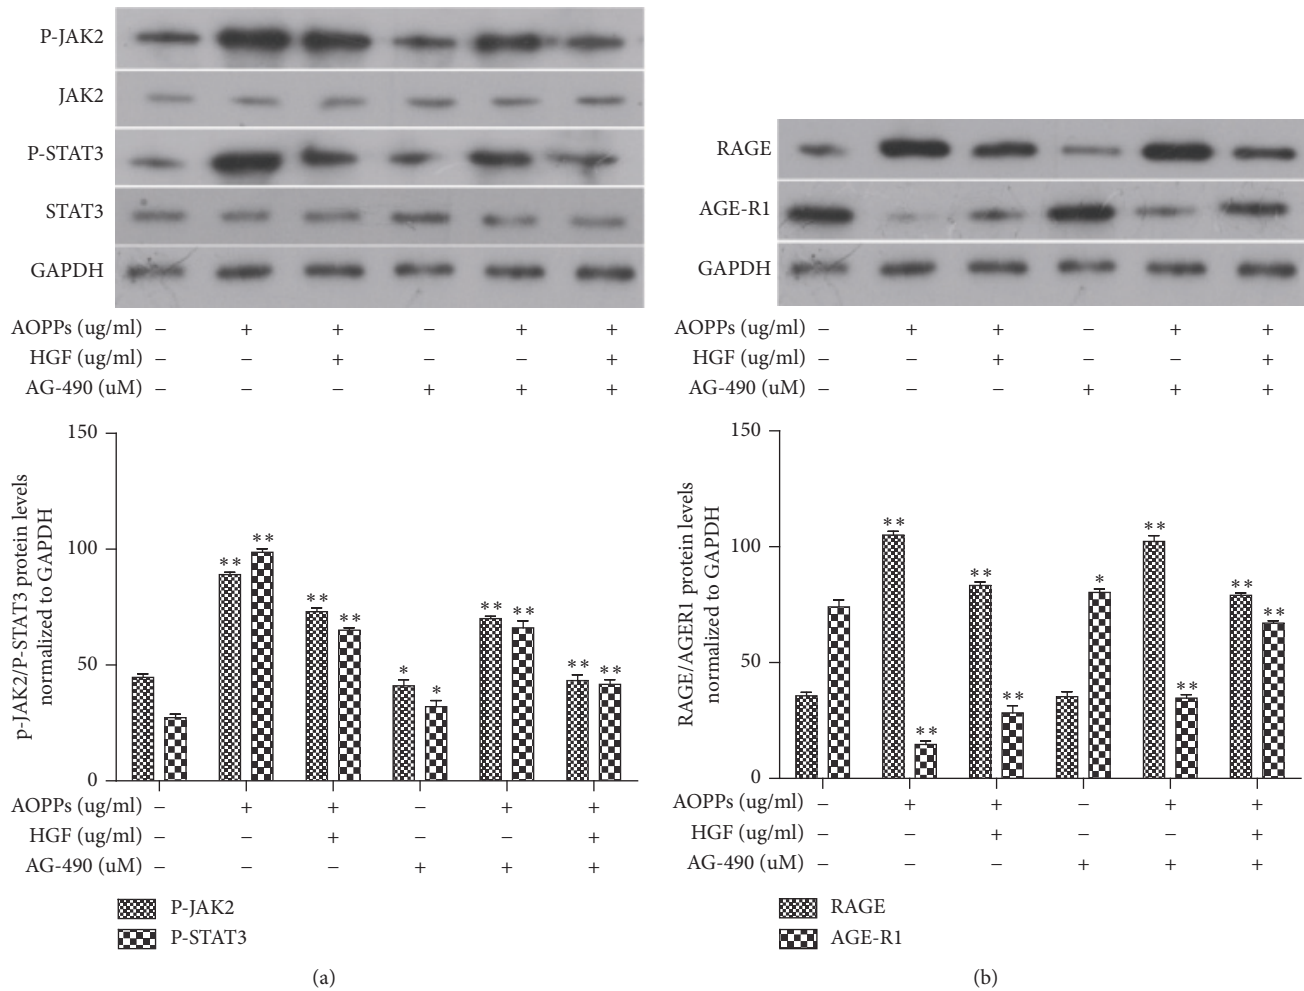 P-JAK2
JAK2
P-STAT3
STAT3
GAPDH
AOPPs (ug/ml) − + + − + +
HGF (ug/ml) − − + − − +
AG-490 (uM) − − − + + +
p-JAK2/P-STAT3 protein levels
normalized to GAPDH
150
100
50
0
** ** ** ** * * ** ** ** **
AOPPs (ug/ml) − + + − + +
HGF (ug/ml) − − + − − +
AG-490 (uM) − − − + + +
P-JAK2
P-STAT3
(a)
RAGE
AGE-R1
GAPDH
AOPPs (ug/ml) − + + − + +
HGF (ug/ml) − − + − − +
AG-490 (uM) − − − + + +
RAGE/AGER1 protein levels
normalized to GAPDH
150
100
50
0
** ** ** ** * ** ** ** **
AOPPs (ug/ml) − + + − + +
HGF (ug/ml) − − + − − +
AG-490 (uM) − − − + + +
RAGE
AGE-R1
(b)